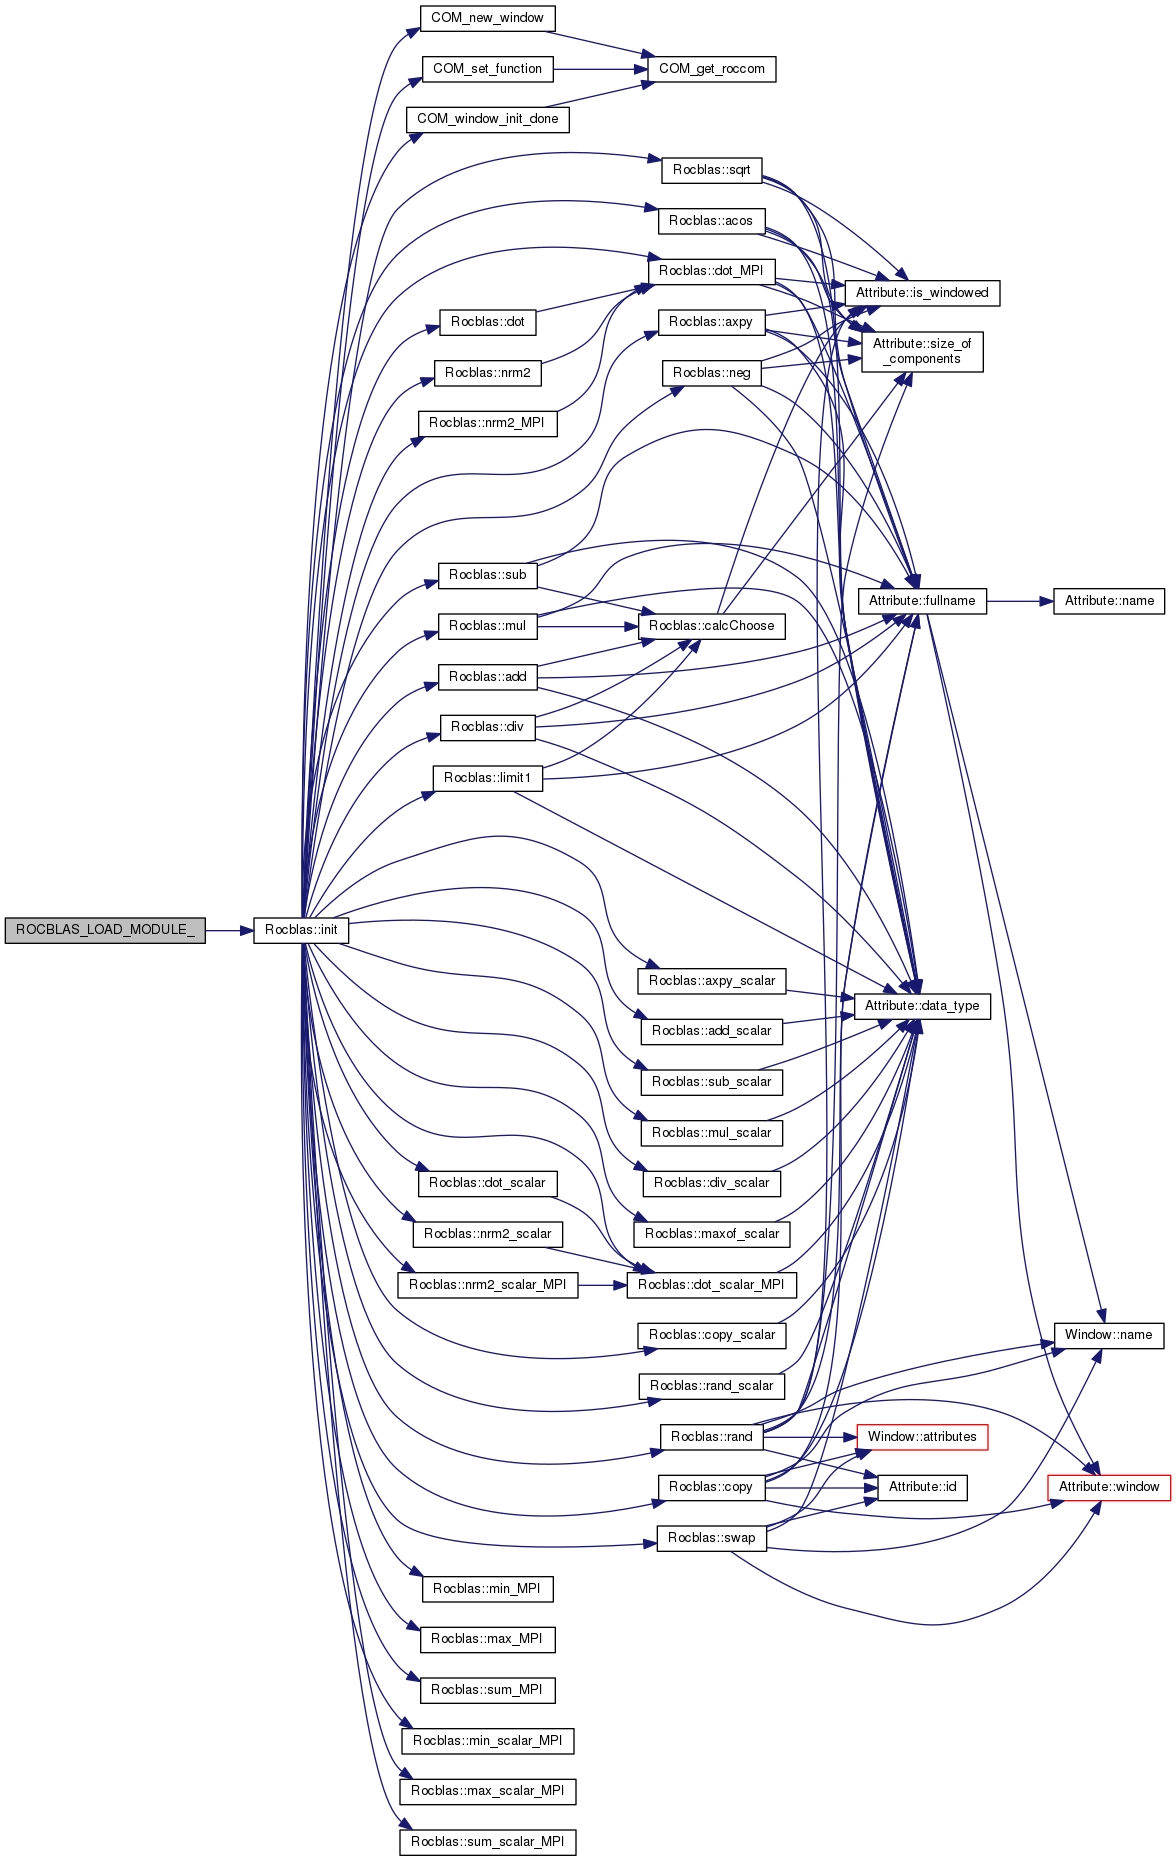 COM_new_window
COM_set_function
COM_get_roccom
COM_window_init_done
Rocblas::sqrt
Rocblas::acos
Rocblas::dot_MPI
Attribute::is_windowed
Rocblas::dot
Rocblas::axpy
Attribute::size_of
_components
Rocblas::nrm2
Rocblas::neg
Rocblas::nrm2_MPI
Rocblas::sub
Attribute::fullname
Attribute::name
Rocblas::mul
Rocblas::calcChoose
Rocblas::add
Rocblas::div
Rocblas::limit1
ROCBLAS_LOAD_MODULE_
Rocblas::init
Rocblas::axpy_scalar
Attribute::data_type
Rocblas::add_scalar
Rocblas::sub_scalar
Rocblas::mul_scalar
Rocblas::dot_scalar
Rocblas::div_scalar
Rocblas::nrm2_scalar
Rocblas::maxof_scalar
Rocblas::nrm2_scalar_MPI
Rocblas::dot_scalar_MPI
Rocblas::copy_scalar
Window::name
Rocblas::rand_scalar
Rocblas::rand
Window::attributes
Rocblas::copy
Attribute::id
Attribute::window
Rocblas::swap
Rocblas::min_MPI
Rocblas::max_MPI
Rocblas::sum_MPI
Rocblas::min_scalar_MPI
Rocblas::max_scalar_MPI
Rocblas::sum_scalar_MPI